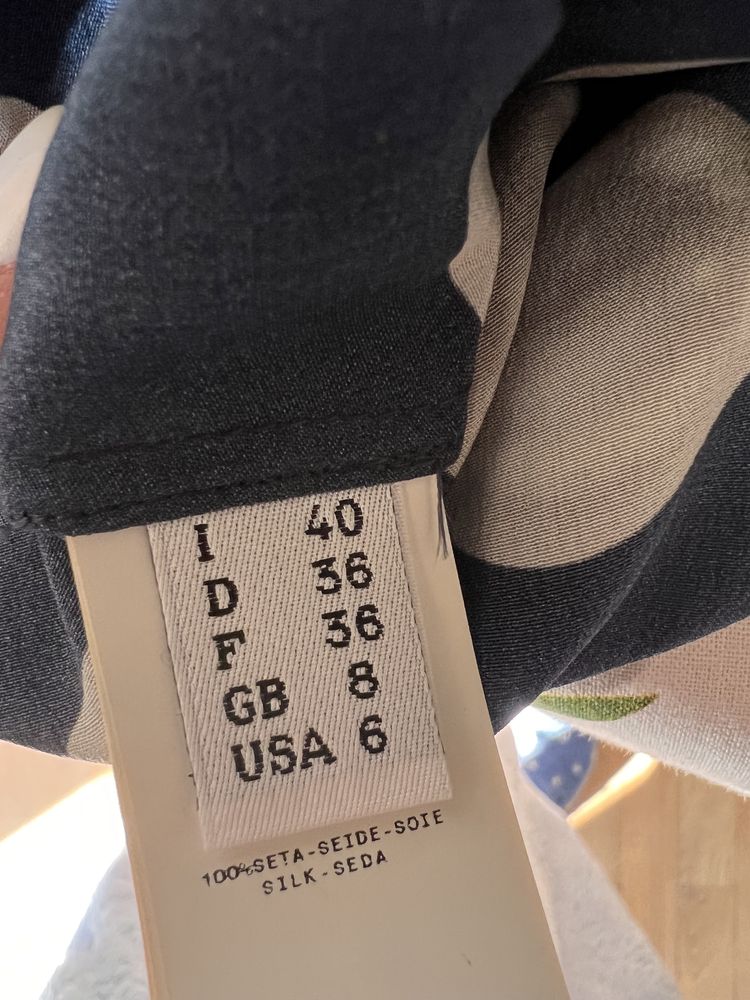 I 40
D 36
F 36
GB 8
USA 6
100%SETA-SEIDE-SOIE
SILK-SEDA